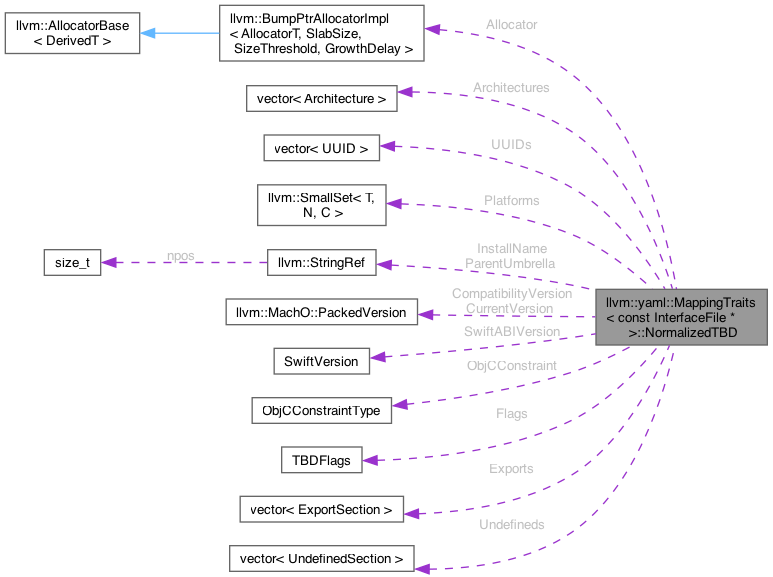 llvm::AllocatorBase
< DerivedT >
llvm::BumpPtrAllocatorImpl
< AllocatorT, SlabSize,
SizeThreshold, GrowthDelay >
Allocator
vector< Architecture >
Architectures
vector< UUID >
UUIDs
llvm::SmallSet< T,
N, C >
Platforms
size_t
npos
llvm::StringRef
InstallName
ParentUmbrella
llvm::MachO::PackedVersion
CompatibilityVersion
CurrentVersion
llvm::yaml::MappingTraits
< const InterfaceFile *
>::NormalizedTBD
SwiftVersion
SwiftABIVersion
ObjCConstraintType
ObjCConstraint
TBDFlags
Flags
vector< ExportSection >
Exports
vector< UndefinedSection >
Undefineds